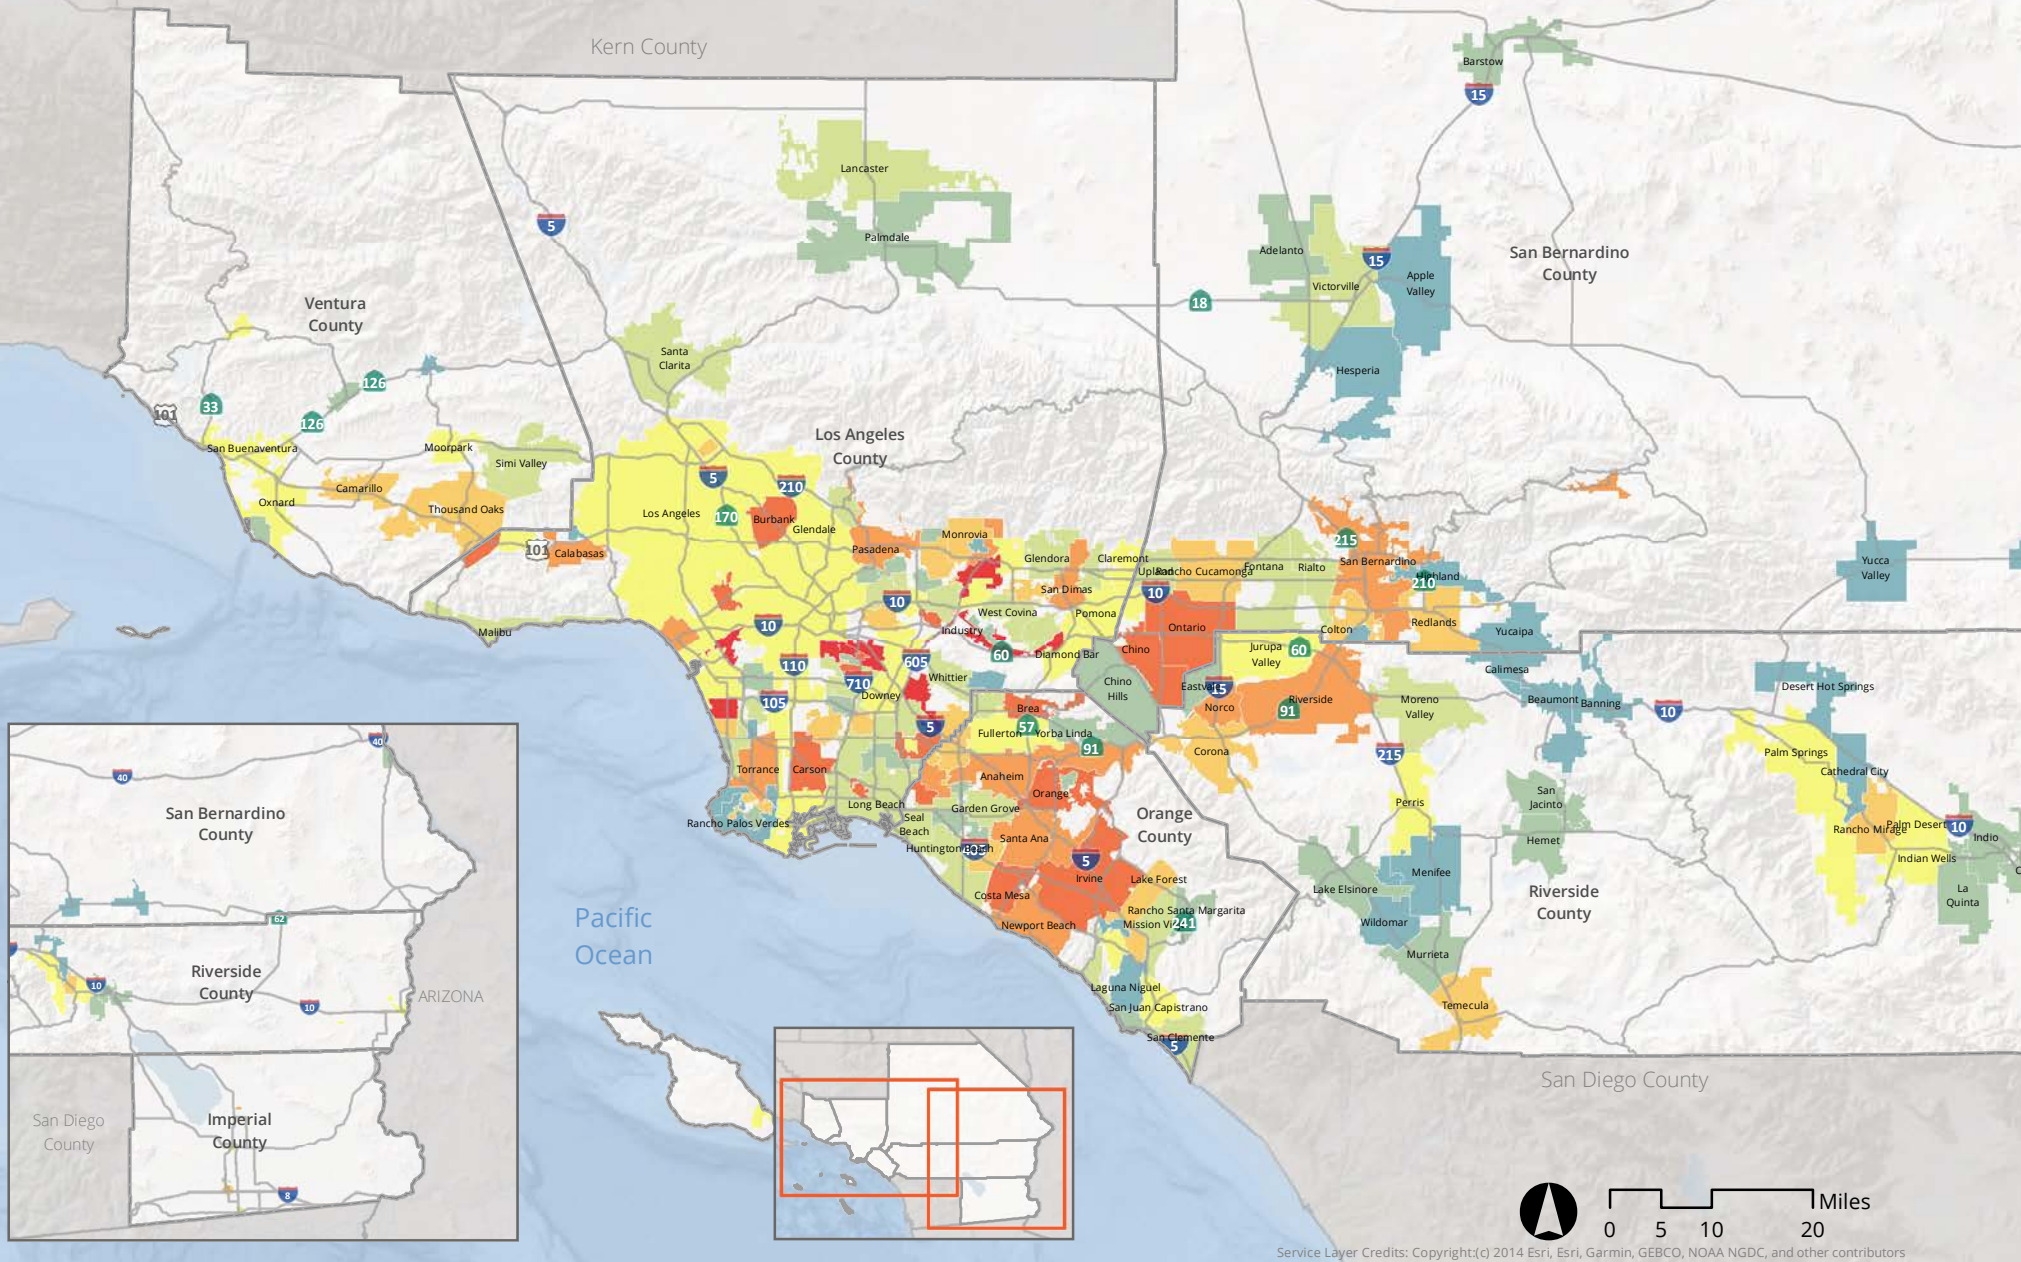 Kern County
Barstow
15
Lancaster
Palmdale
5
Adelanto
Victorville
15
Apple
Valley
San Bernardino
County
18
Hesperia
Ventura
County
Santa
Clarita
126
33
126
101
Los Angeles
County
San Buenaventura
Moorpark
Simi Valley
Camarillo
Oxnard
Thousand Oaks
101
Calabasas
5
210
Los Angeles
170
Burbank
Glendale
Pasadena
Monrovia
Glendora
Claremont
Upland
Rancho Cucamonga
Fontana
Rialto
215
San Bernardino
Highland
210
Yucca
Valley
Malibu
10
10
San Dimas
10
West Covina
Pomona
Industry
Ontario
Colton
Redlands
Yucaipa
110
605
60
Diamond Bar
Chino
Jurupa
Valley
60
Calimesa
710
Downey
Whittier
Chino
Hills
Eastvale
15
Norco
Riverside
91
Moreno
Valley
Beaumont
Banning
10
Desert Hot Springs
105
5
Brea
57
Fullerton
Yorba Linda
91
Corona
215
Palm Springs
Cathedral City
Torrance
Carson
Anaheim
Orange
Perris
San
Jacinto
Long Beach
Garden Grove
Orange
County
Rancho Palos Verdes
Seal
Beach
Santa Ana
Hemet
Rancho Mirage
Palm Desert
10
Indio
Huntington Beach
405
5
Irvine
Lake Forest
Menifee
Indian Wells
Costa Mesa
Lake Elsinore
Riverside
County
La
Quinta
C
Rancho Santa Margarita
Newport Beach
Mission Viejo
241
Wildomar
Murrieta
Laguna Niguel
San Juan Capistrano
Temecula
San Clemente
5
San Diego County
Pacific
Ocean
40
40
San Bernardino
County
62
Riverside
County
10
10
ARIZONA
San Diego
County
Imperial
County
8
Miles
0 5 10 20
Service Layer Credits: Copyright:(c) 2014 Esri, Esri, Garmin, GEBCO, NOAA NGDC, and other contributors